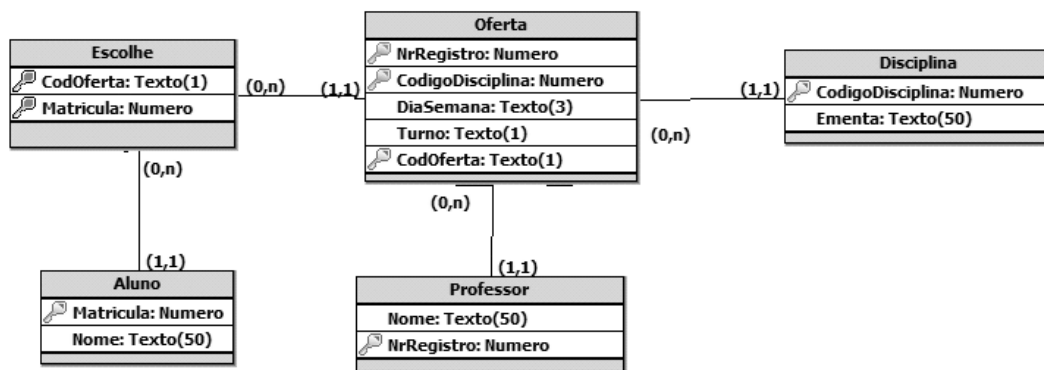 Oferta
NrRegistro: Numero
CodigoDisciplina: Numero
DiaSemana: Texto(3)
Turno: Texto(1)
CodOferta: Texto(1)
Escolhe
CodOferta: Texto(1)
Matricula: Numero
(0,n)
(1,1)
Disciplina
CodigoDisciplina: Numero
Ementa: Texto(50)
(1,1)
(0,n)
(0,n)
(1,1)
Aluno
Matricula: Numero
Nome: Texto(50)
(0,n)
(1,1)
Professor
Nome: Texto(50)
NrRegistro: Numero